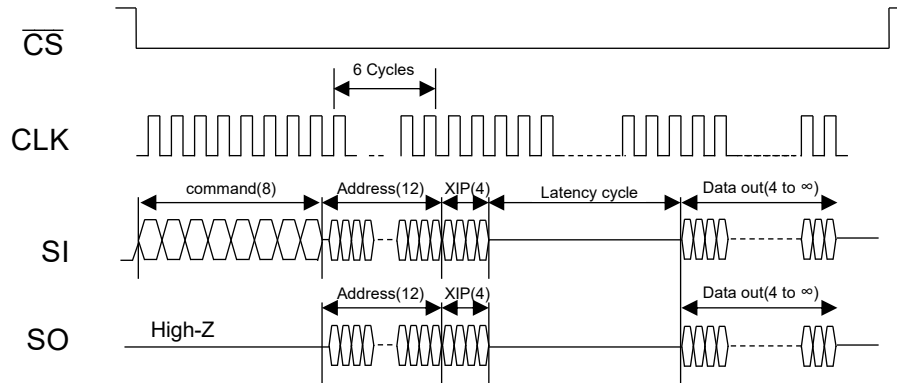 CS
6 Cycles
CLK
command(8)
Address(12)
XIP(4)
Latency cycle
Data out(4 to ∞)
SI
Address(12)
XIP(4)
Data out(4 to ∞)
High-Z
SO